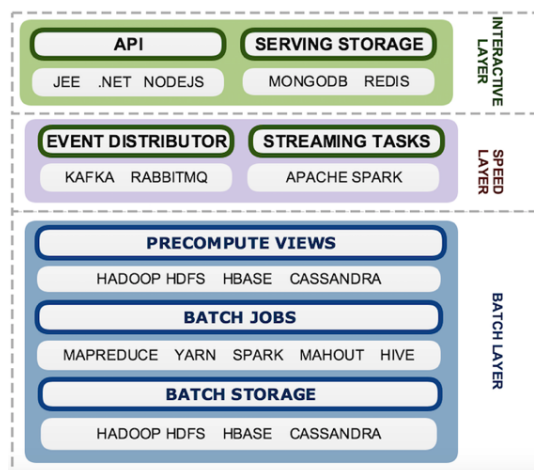 API
SERVING STORAGE
JEE .NET NODEJS
MONGODB REDIS
INTERACTIVE
LAYER
EVENT DISTRIBUTOR
STREAMING TASKS
KAFKA RABBITMQ
APACHE SPARK
SPEED
LAYER
PRECOMPUTE VIEWS
HADOOP HDFS HBASE CASSANDRA
BATCH JOBS
MAPREDUCE YARN SPARK MAHOUT HIVE
BATCH STORAGE
HADOOP HDFS HBASE CASSANDRA
BATCH LAYER